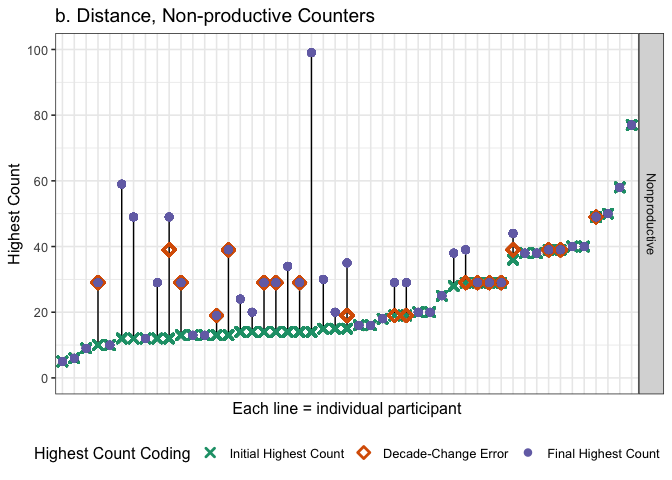 b. Distance, Non-productive Counters
Highest Count
100
80
60
40
20
0
Nonproductive
Each line = individual participant
Highest Count Coding Initial Highest Count Decade-Change Error Final Highest Count